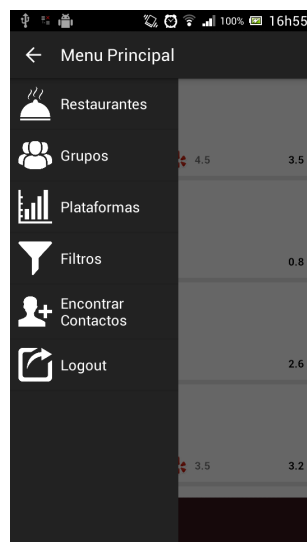 100% 16h55
Menu Principal
Restaurantes
Grupos
4.5 3.5
Plataformas
Filtros
0.8
Encontrar
Contactos
Logout
2.6
3.5 3.2